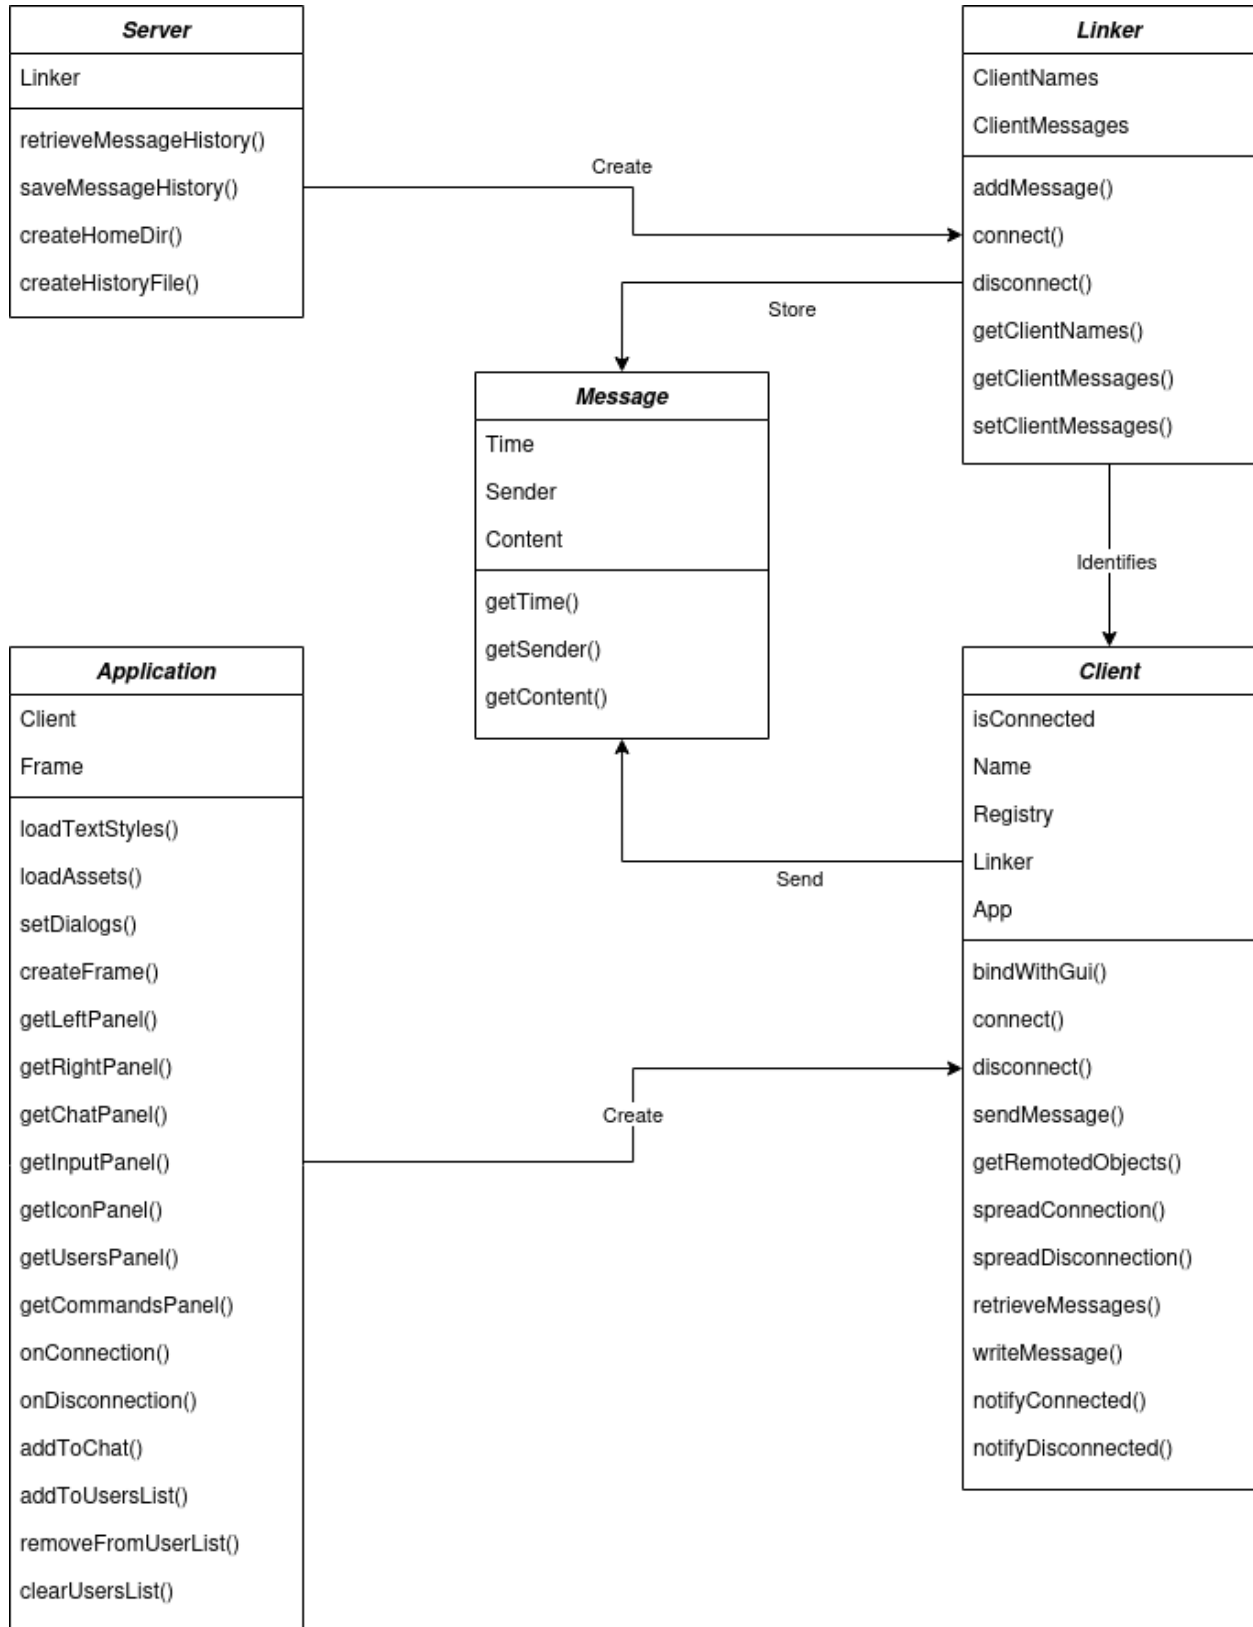 Server
Linker
retrieveMessageHistory()
saveMessageHistory()
createHomeDir()
createHistoryFile()
Create
Linker
ClientNames
ClientMessages
addMessage()
connect()
disconnect()
getClientNames()
getClientMessages()
setClientMessages()
Store
Message
Time
Sender
Content
getTime()
getSender()
getContent()
Identifies
Application
Client
Frame
loadTextStyles()
loadAssets()
setDialogs()
createFrame()
getLeftPanel()
getRightPanel()
getChatPanel()
getInputPanel()
getIconPanel()
getUsersPanel()
getCommandsPanel()
onConnection()
onDisconnection()
addToChat()
addToUsersList()
removeFromUserList()
clearUsersList()
Send
Create
Client
isConnected
Name
Registry
Linker
App
bindWithGui()
connect()
disconnect()
sendMessage()
getRemotedObjects()
spreadConnection()
spreadDisconnection()
retrieveMessages()
writeMessage()
notifyConnected()
notifyDisconnected()